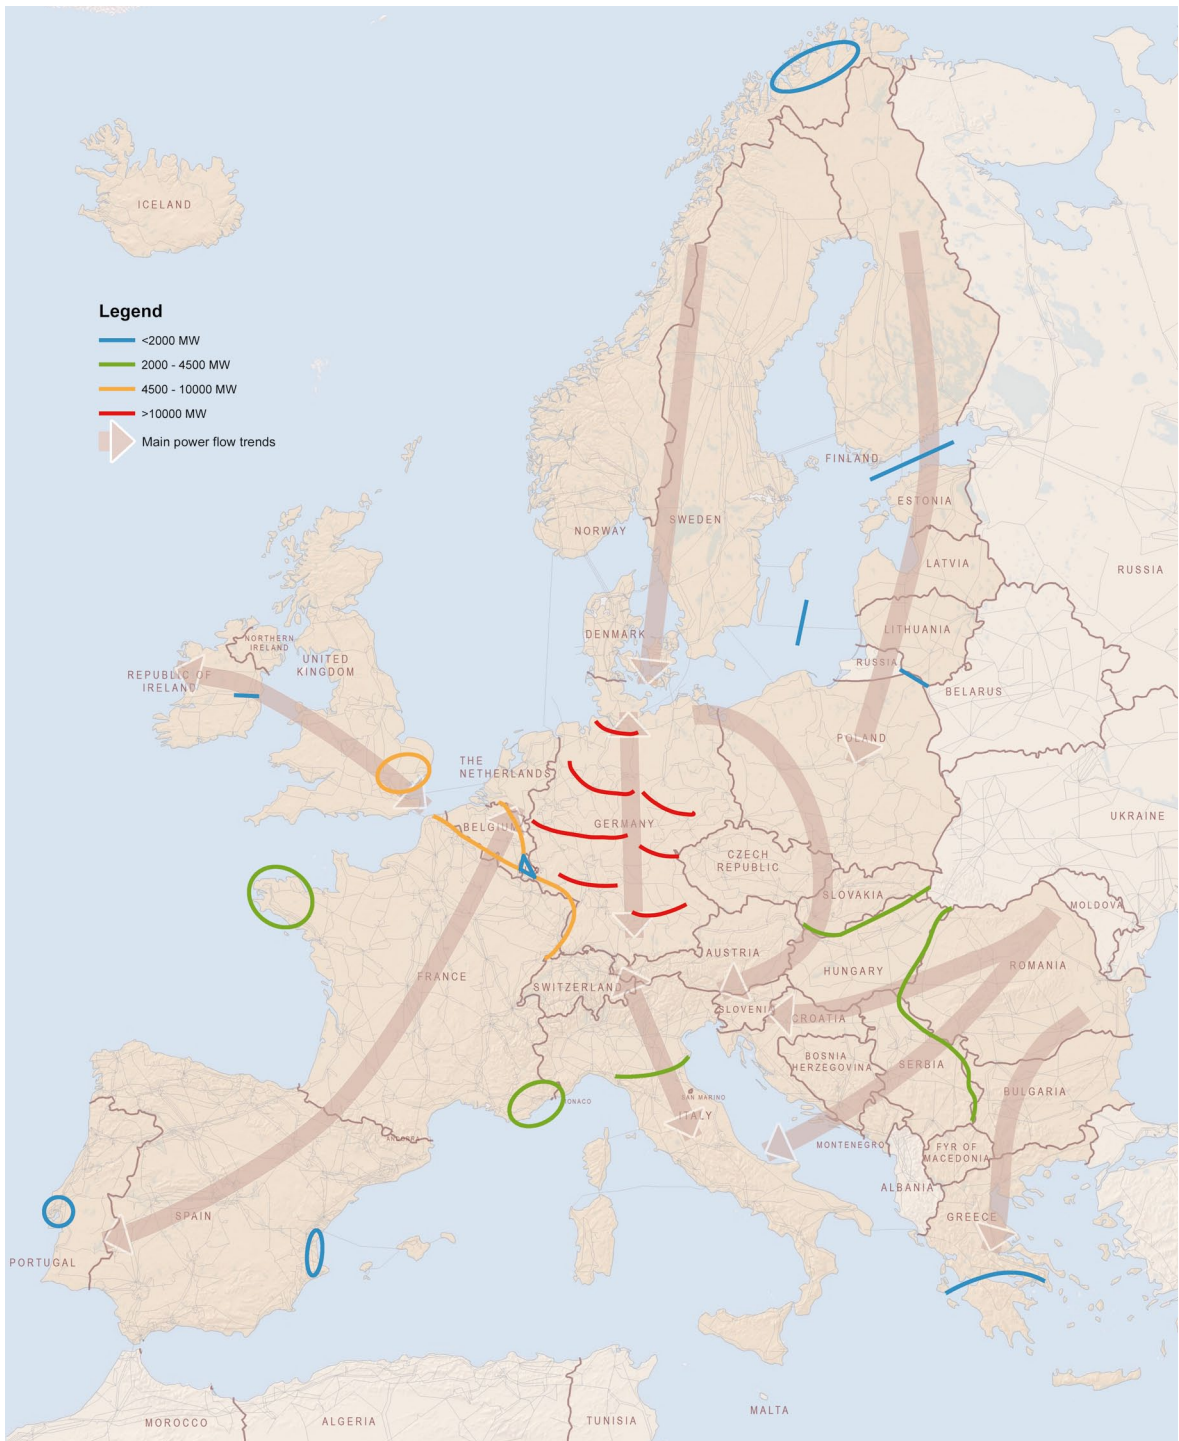 ICELAND
Legend
<2000 MW
2000 - 4500 MW
4500 - 10000 MW
>10000 MW
Main power flow trends
FINLAND
ESTONIA
NORWAY
SWEDEN
LATVIA
RUSSIA
LITHUANIA
DENMARK
NORTHERN
IRELAND
UNITED
KINGDOM
RUSSIA
REPUBLIC OF
IRELAND
BELARUS
POLAND
THE
NETHERLANDS
UKRAINE
BELGIUM
GERMANY
CZECH
REPUBLIC
SLOVAKIA
MOLDOVA
AUSTRIA
FRANCE
HUNGARY
ROMANIA
SWITZERLAND
SLOVENI
CROATIA
BOSNIA
HERZEGOVINA
SERBIA
BULGARIA
MONACO
SAN MARINO
ITALY
ANDORRA
MONTENEGRO
FYR OF
MACEDONIA
ALBANIA
SPAIN
GREECE
PORTUGAL
MALTA
MOROCCO
ALGERIA
TUNISIA